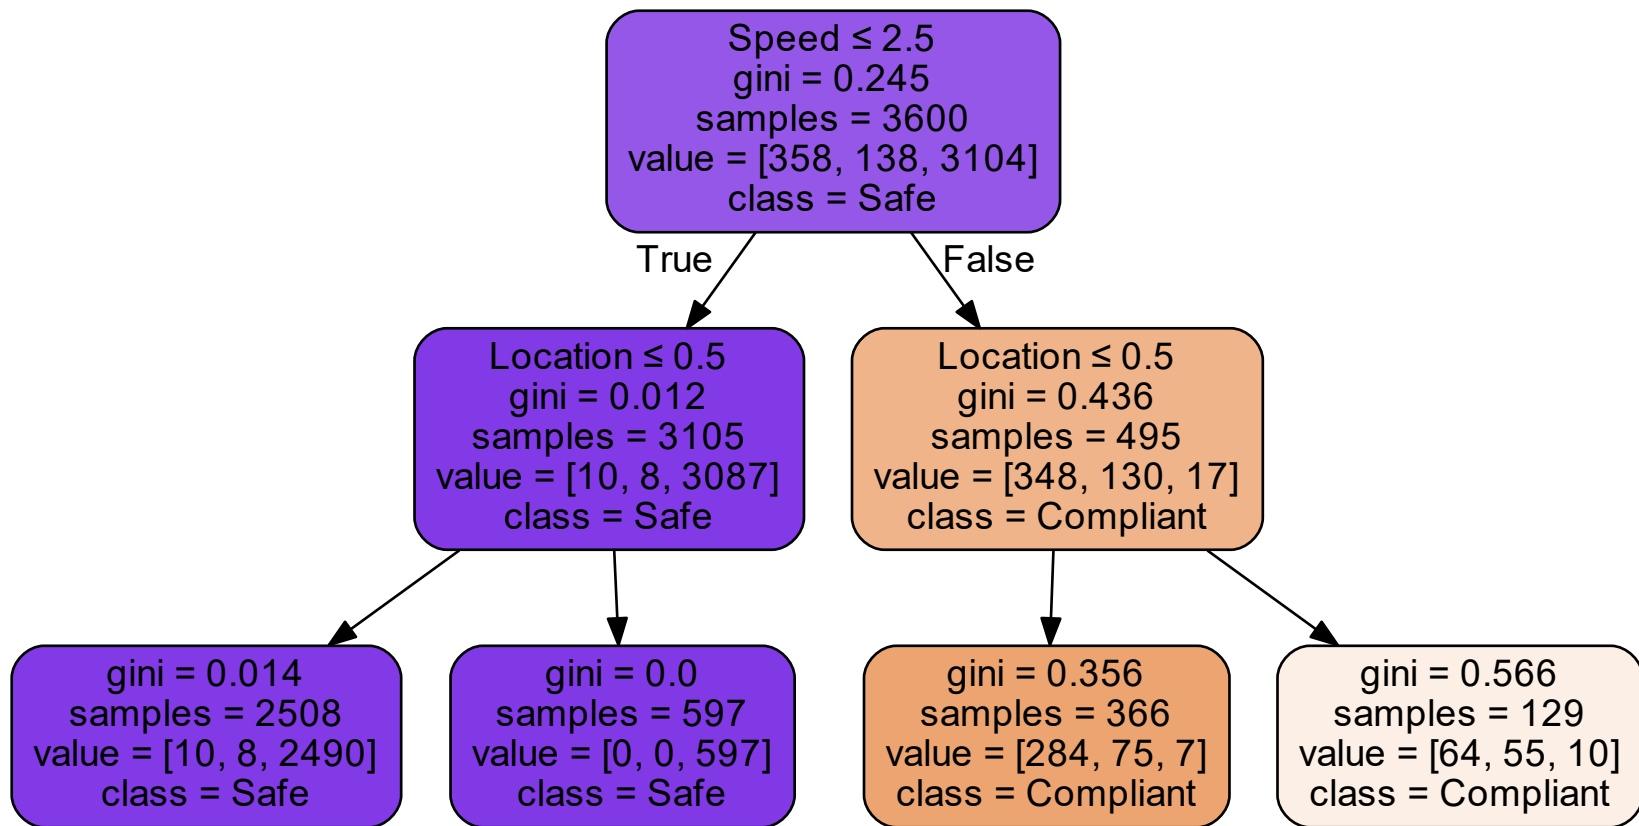 Speed ≤ 2.5
gini = 0.245
samples = 3600
value = [358, 138, 3104]
class = Safe
True
False
Location ≤ 0.5
gini = 0.012
samples = 3105
value = [10, 8, 3087]
class = Safe
Location ≤ 0.5
gini = 0.436
samples = 495
value = [348, 130, 17]
class = Compliant
gini = 0.014
samples = 2508
value = [10, 8, 2490]
class = Safe
gini = 0.0
samples = 597
value = [0, 0, 597]
class = Safe
gini = 0.356
samples = 366
value = [284, 75, 7]
class = Compliant
gini = 0.566
samples = 129
value = [64, 55, 10]
class = Compliant